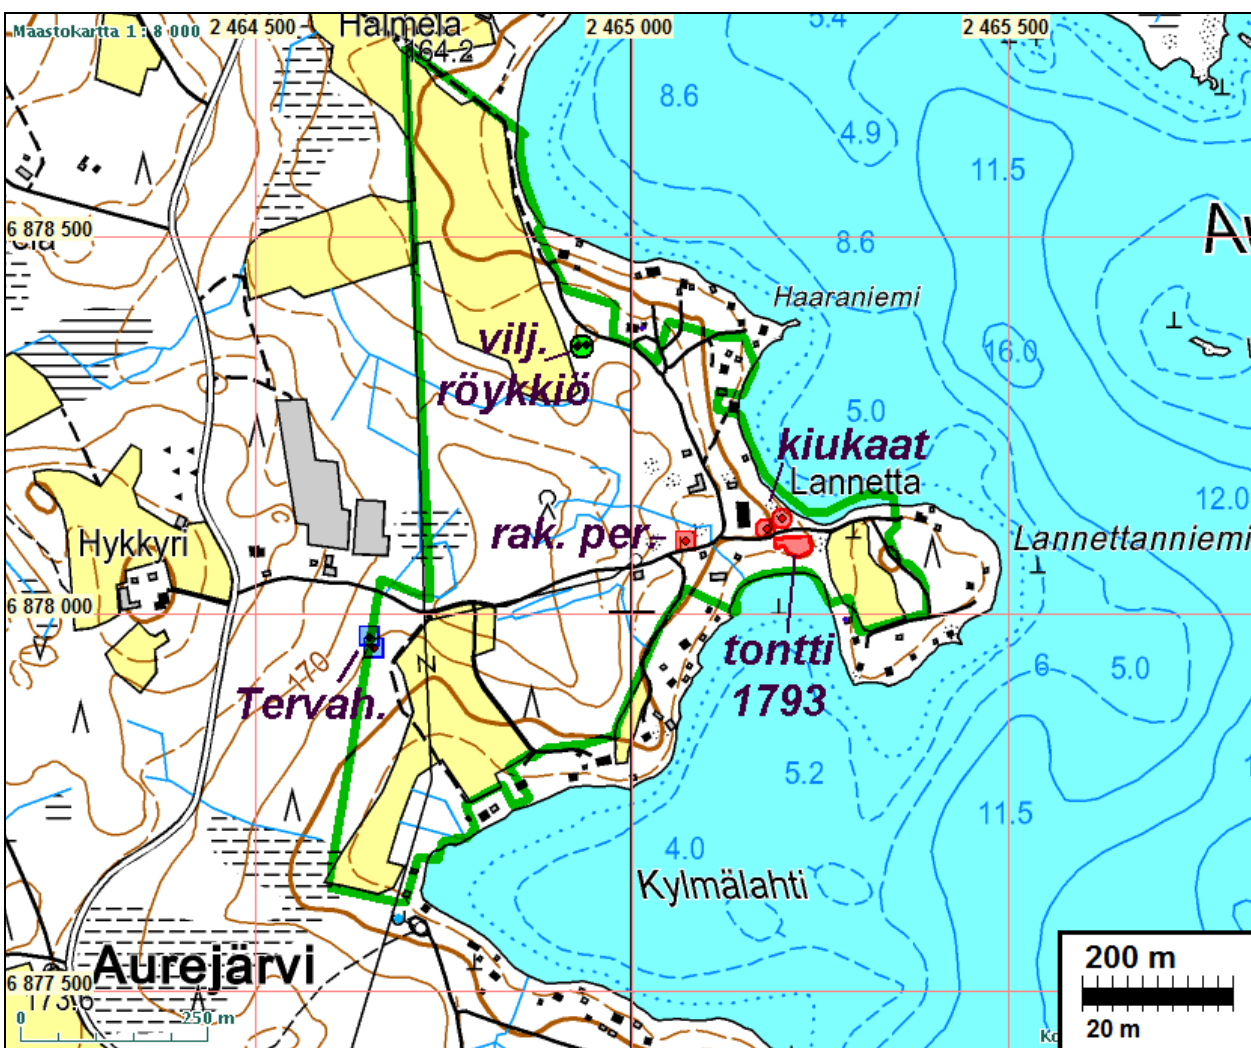 Maastokartta 1 : 8 000
2 464 500
2 465 000
2 465 500
Halmela
164.2
5.4
8.6
4.9
11.5
6 878 500
8.6
Haaraniemi
vilj.
röykkiö
16.0
5.0
kiukaat
Lannetta
12.0
rak. per.
Hykkyri
Lannettanniemi
6 878 000
170
Tervah.
tontti
1793
6
5.0
5.2
11.5
4.0
Kylmälahti
Aurejärvi
6 877 500
173.6
0
250 m
200 m
20 m